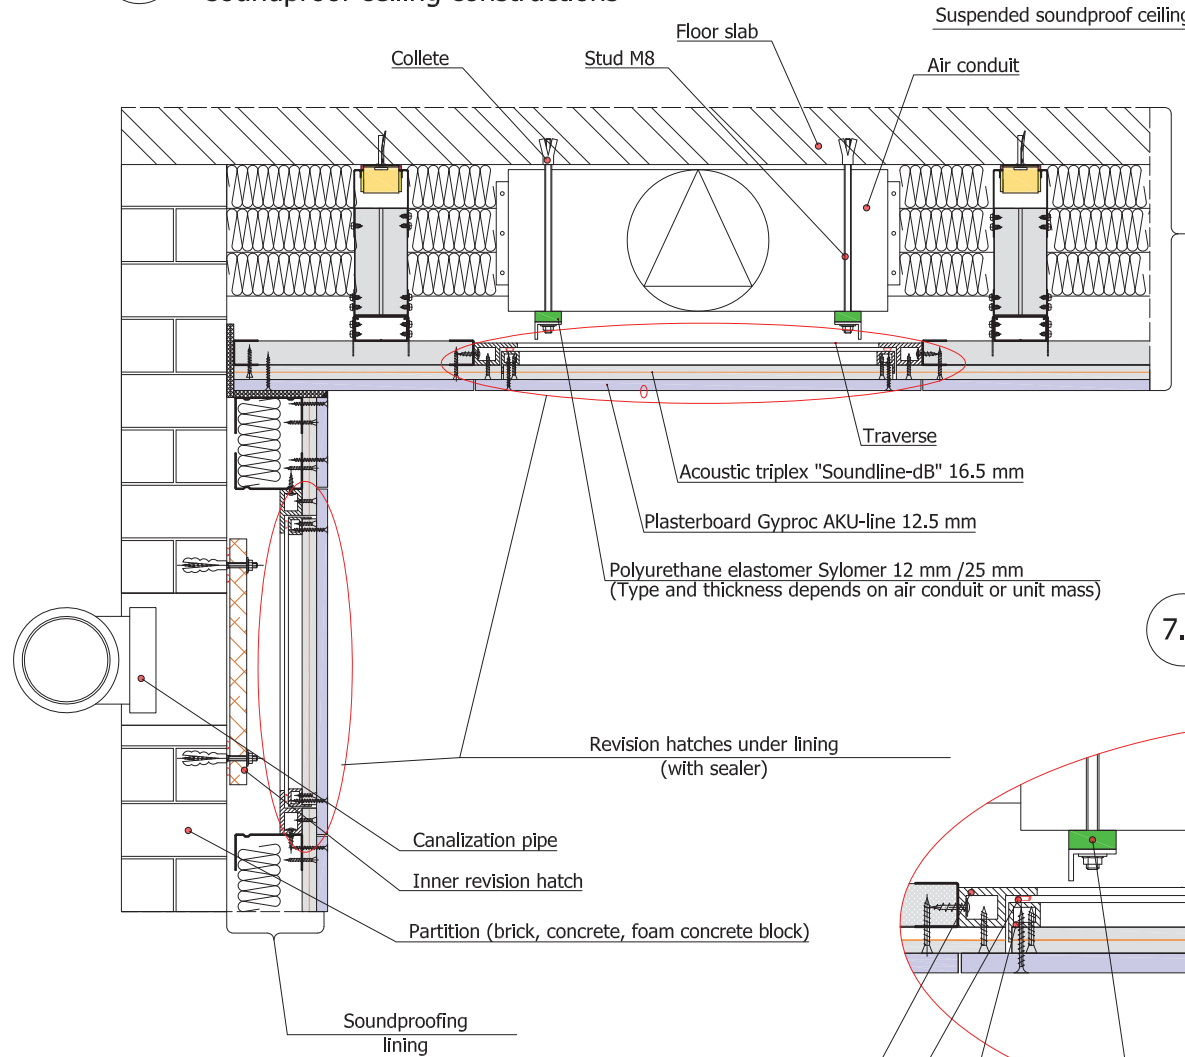 soundproof ceiling constructions
Suspended soundproof ceiling
Floor slab
Collete
Stud M8
Air conduit
Traverse
Acoustic triplex "Soundline-dB" 16.5 mm
Plasterboard Gyproc AKU-line 12.5 mm
Polyurethane elastomer Sylomer 12 mm /25 mm
(Type and thickness depends on air conduit or unit mass)
7.
Revision hatches under lining
(with sealer)
Canalization pipe
Inner revision hatch
Partition (brick, concrete, foam concrete block)
Soundproofing
lining